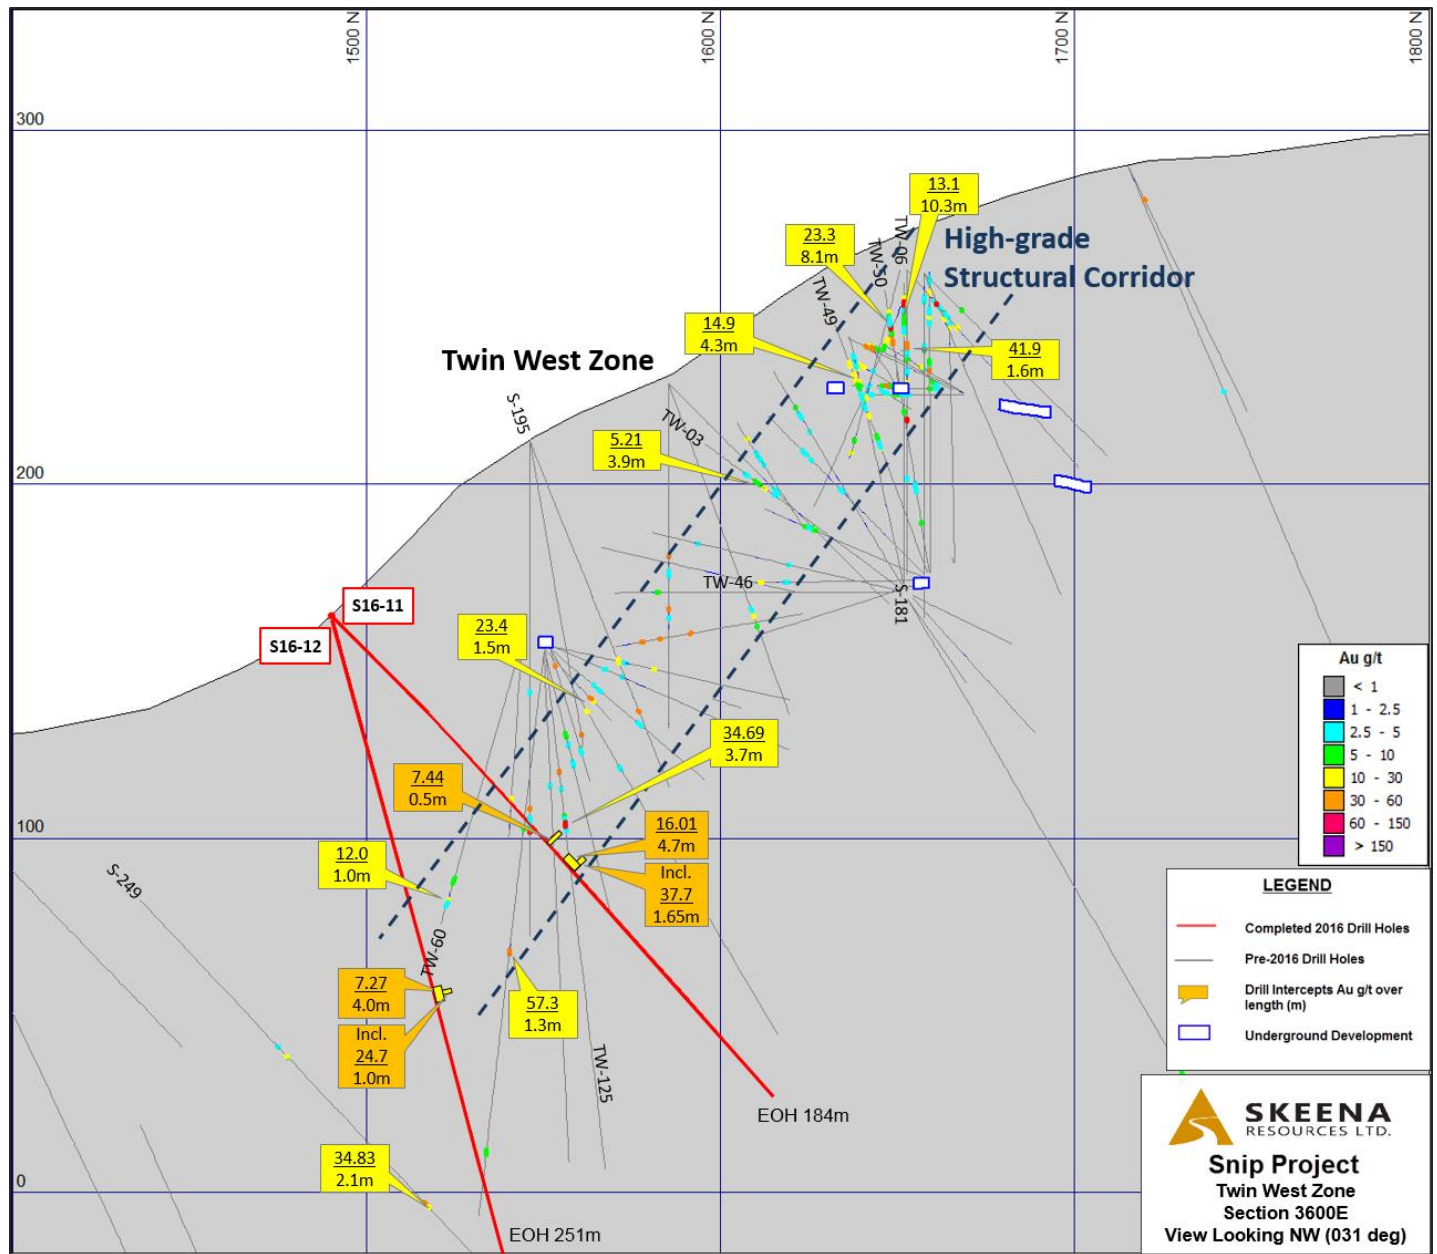 1500 N
1600 N
1700 N
1800 N
300
13.1
10.3m
TW-06
23.3
8.1m
TW-50
High-grade
Structural Corridor
TW-49
14.9
4.3m
41.9
1.6m
Twin West Zone
S-195
TW-03
5.21
3.9m
200
TW-46
S-181
S16-11
S16-12
23.4
1.5m
Au g/t
< 1
1 - 2.5
2.5 - 5
5 - 10
10 - 30
30 - 60
60 - 150
> 150
34.69
3.7m
7.44
0.5m
100
16.01
4.7m
Incl.
37.7
1.65m
12.0
1.0m
S-249
TW-60
7.27
4.0m
Incl.
24.7
1.0m
57.3
1.3m
TW-125
EOH 184m
34.83
2.1m
0
EOH 251m
LEGEND
Completed 2016 Drill Holes
Pre-2016 Drill Holes
Drill Intercepts Au g/t over
length (m)
Underground Development
SKEENA
RESOURCES LTD.
Snip Project
Twin West Zone
Section 3600E
View Looking NW (031 deg)